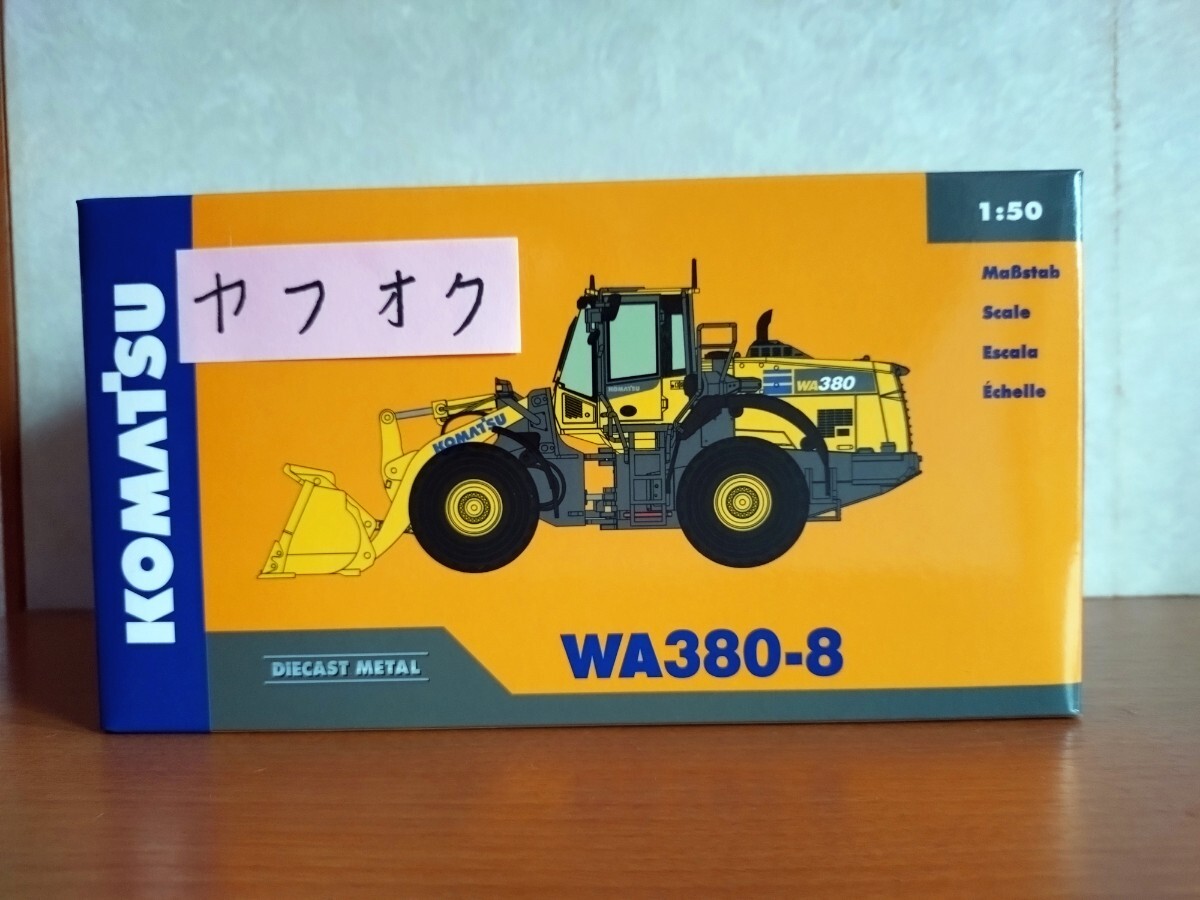 KOMATSU
ヤフオク
1:50
Maßstab
Scale
Escala
Échelle
KOMATSU
WA380
KOMATSU
DIECAST METAL
WA380-8